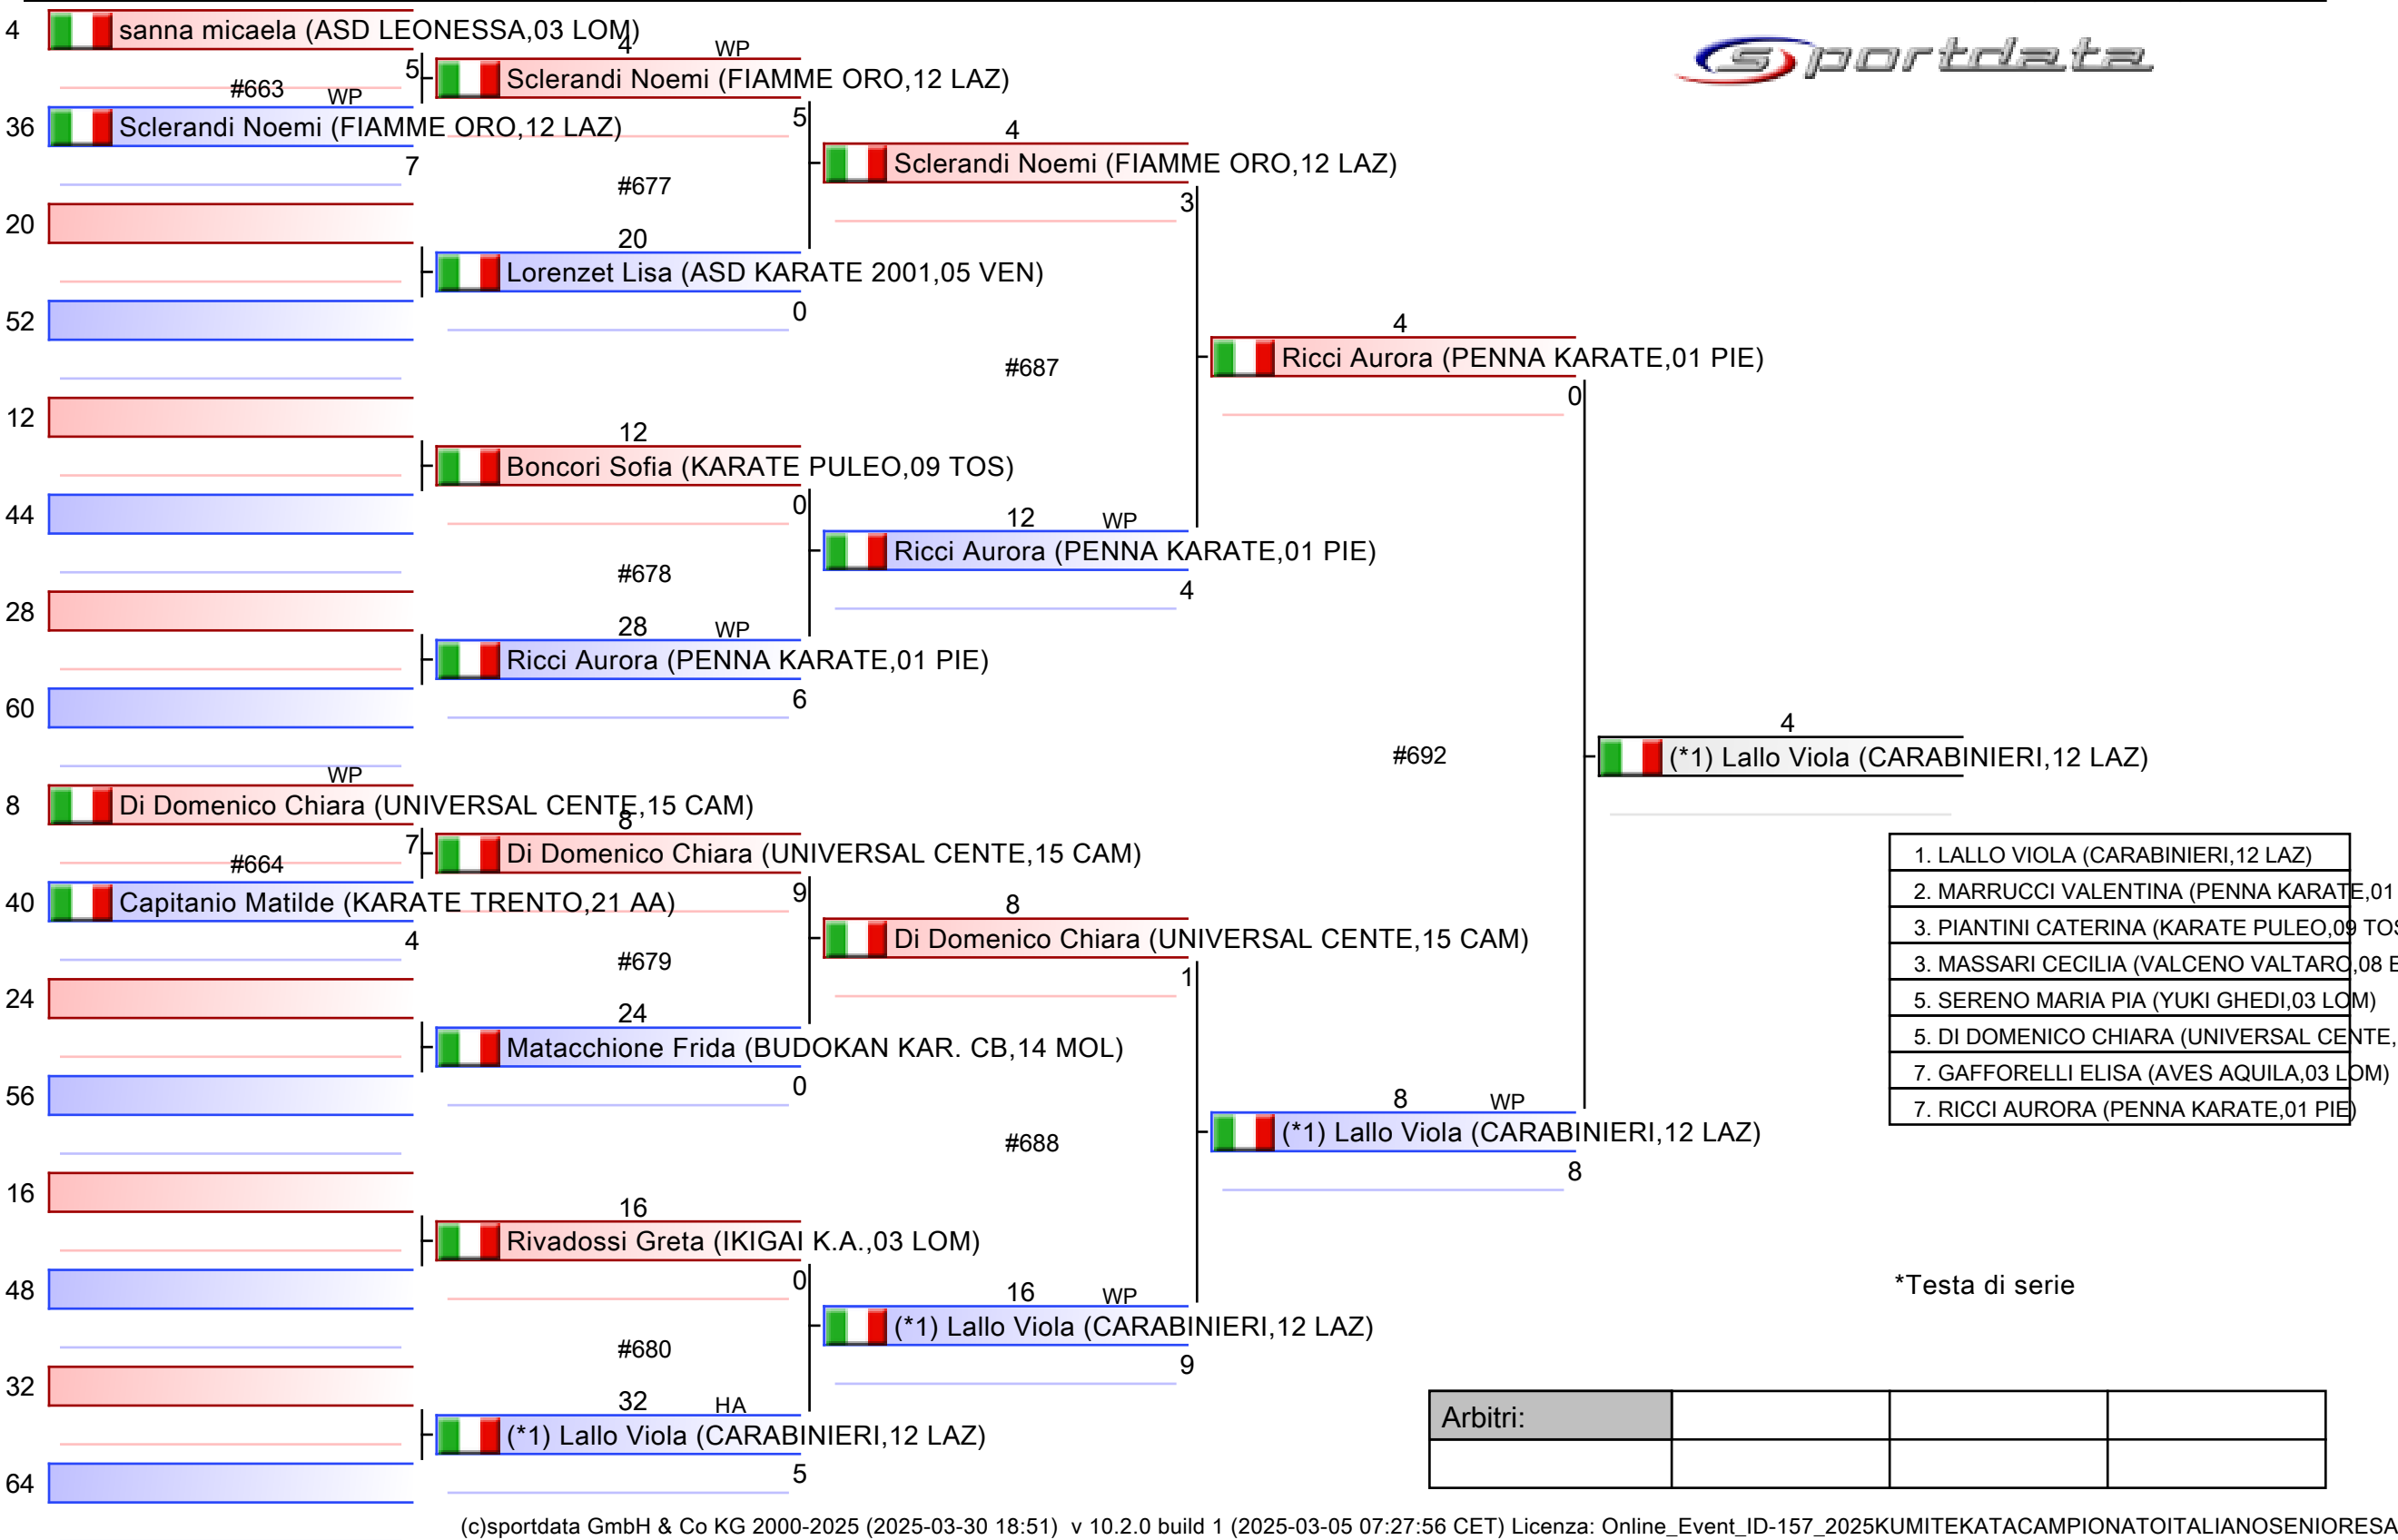 sportdata
4 sanna micaela (ASD LEONESSA,03 LOM)
5
#663 WP
36 Sclerandi Noemi (FIAMME ORO,12 LAZ)
7
20
52
12
44
28
60
WP
8 Di Domenico Chiara (UNIVERSAL CENTE,15 CAM)
7
#664
40 Capitanio Matilde (KARATE TRENTO,21 AA)
4
24
56
16
48
32
64
4 WP
Sclerandi Noemi (FIAMME ORO,12 LAZ)
5
#677
20
Lorenzet Lisa (ASD KARATE 2001,05 VEN)
0
12
Boncori Sofia (KARATE PULEO,09 TOS)
0
#678
28 WP
Ricci Aurora (PENNA KARATE,01 PIE)
6
8
Di Domenico Chiara (UNIVERSAL CENTE,15 CAM)
9
#679
24
Matacchione Frida (BUDOKAN KAR. CB,14 MOL)
0
16
Rivadossi Greta (IKIGAI K.A.,03 LOM)
0
#680
32 HA
(*1) Lallo Viola (CARABINIERI,12 LAZ)
5
4
Sclerandi Noemi (FIAMME ORO,12 LAZ)
3
#687
12 WP
Ricci Aurora (PENNA KARATE,01 PIE)
4
8
Di Domenico Chiara (UNIVERSAL CENTE,15 CAM)
1
#688
16 WP
(*1) Lallo Viola (CARABINIERI,12 LAZ)
9
4
Ricci Aurora (PENNA KARATE,01 PIE)
0
#692
8 WP
(*1) Lallo Viola (CARABINIERI,12 LAZ)
8
4
(*1) Lallo Viola (CARABINIERI,12 LAZ)
1. LALLO VIOLA (CARABINIERI,12 LAZ)
2. MARRUCCI VALENTINA (PENNA KARATE,01
3. PIANTINI CATERINA (KARATE PULEO,09 TOS
3. MASSARI CECILIA (VALCENO VALTARO,08 E
5. SERENO MARIA PIA (YUKI GHEDI,03 LOM)
5. DI DOMENICO CHIARA (UNIVERSAL CENTE,
7. GAFFORELLI ELISA (AVES AQUILA,03 LOM)
7. RICCI AURORA (PENNA KARATE,01 PIE)
*Testa di serie
Arbitri:
(c)sportdata GmbH & Co KG 2000-2025 (2025-03-30 18:51) v 10.2.0 build 1 (2025-03-05 07:27:56 CET) Licenza: Online_Event_ID-157_2025KUMITEKATACAMPIONATOITALIANOSENIORESA